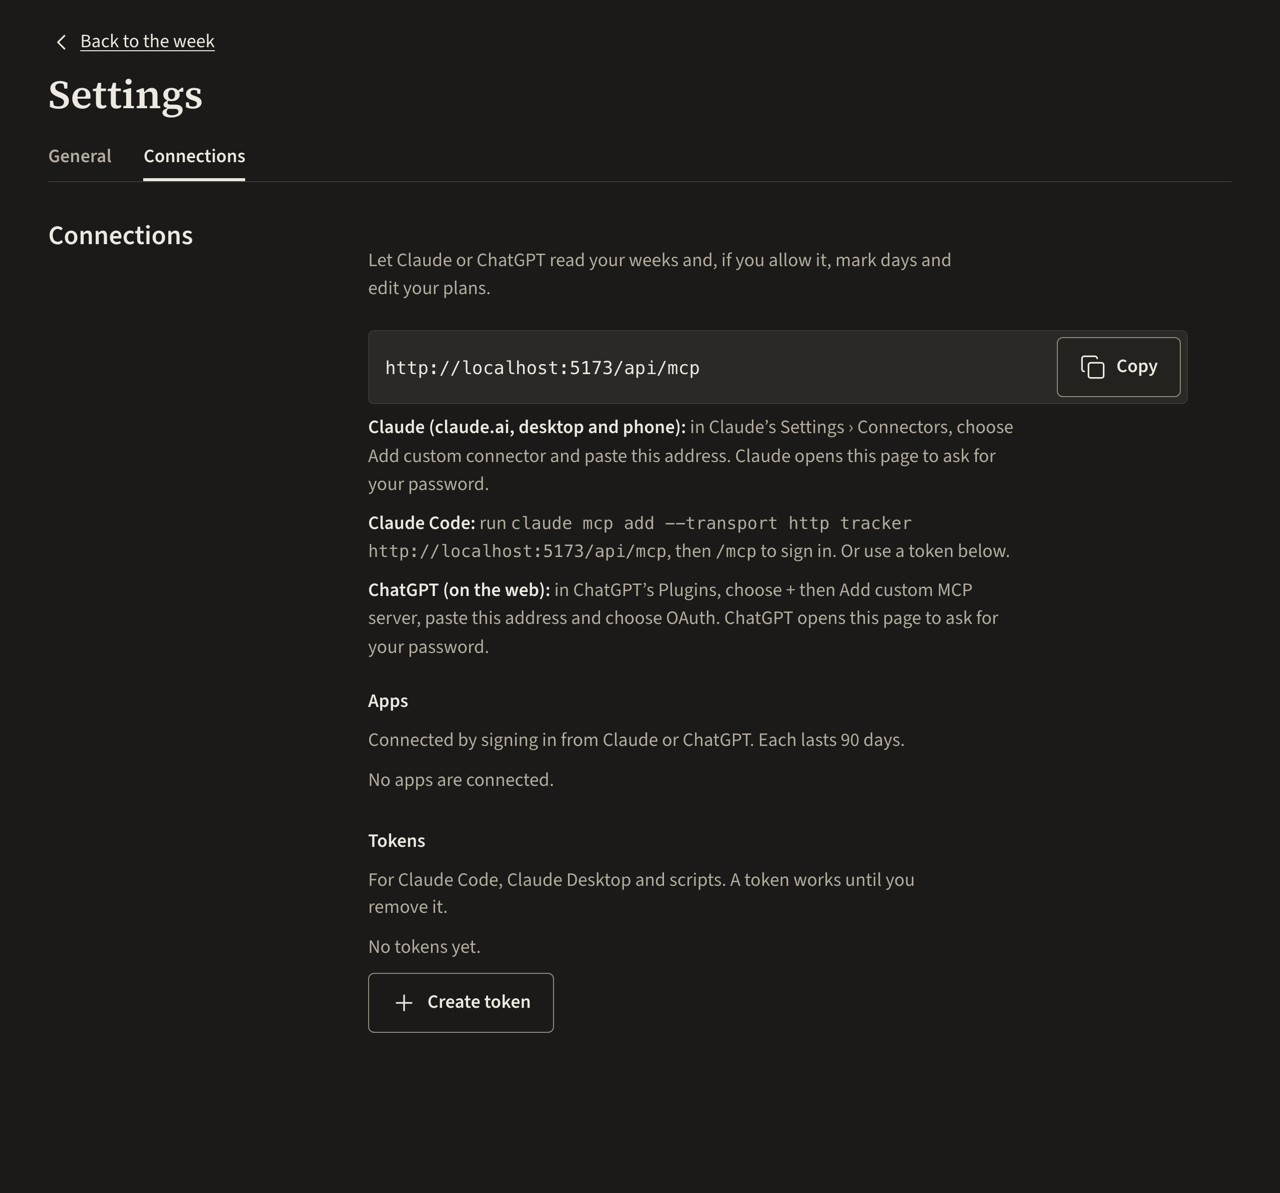 Back to the week
Settings
General
Connections
Connections
Let Claude or ChatGPT read your weeks and, if you allow it, mark days and
edit your plans.
http://localhost:5173/api/mcp
Copy
Claude (claude.ai, desktop and phone): in Claude’s Settings › Connectors, choose
Add custom connector and paste this address. Claude opens this page to ask for
your password.
Claude Code: run claude mcp add --transport http tracker
http://localhost:5173/api/mcp, then /mcp to sign in. Or use a token below.
ChatGPT (on the web): in ChatGPT’s Plugins, choose + then Add custom MCP
server, paste this address and choose OAuth. ChatGPT opens this page to ask for
your password.
Apps
Connected by signing in from Claude or ChatGPT. Each lasts 90 days.
No apps are connected.
Tokens
For Claude Code, Claude Desktop and scripts. A token works until you
remove it.
No tokens yet.
Create token